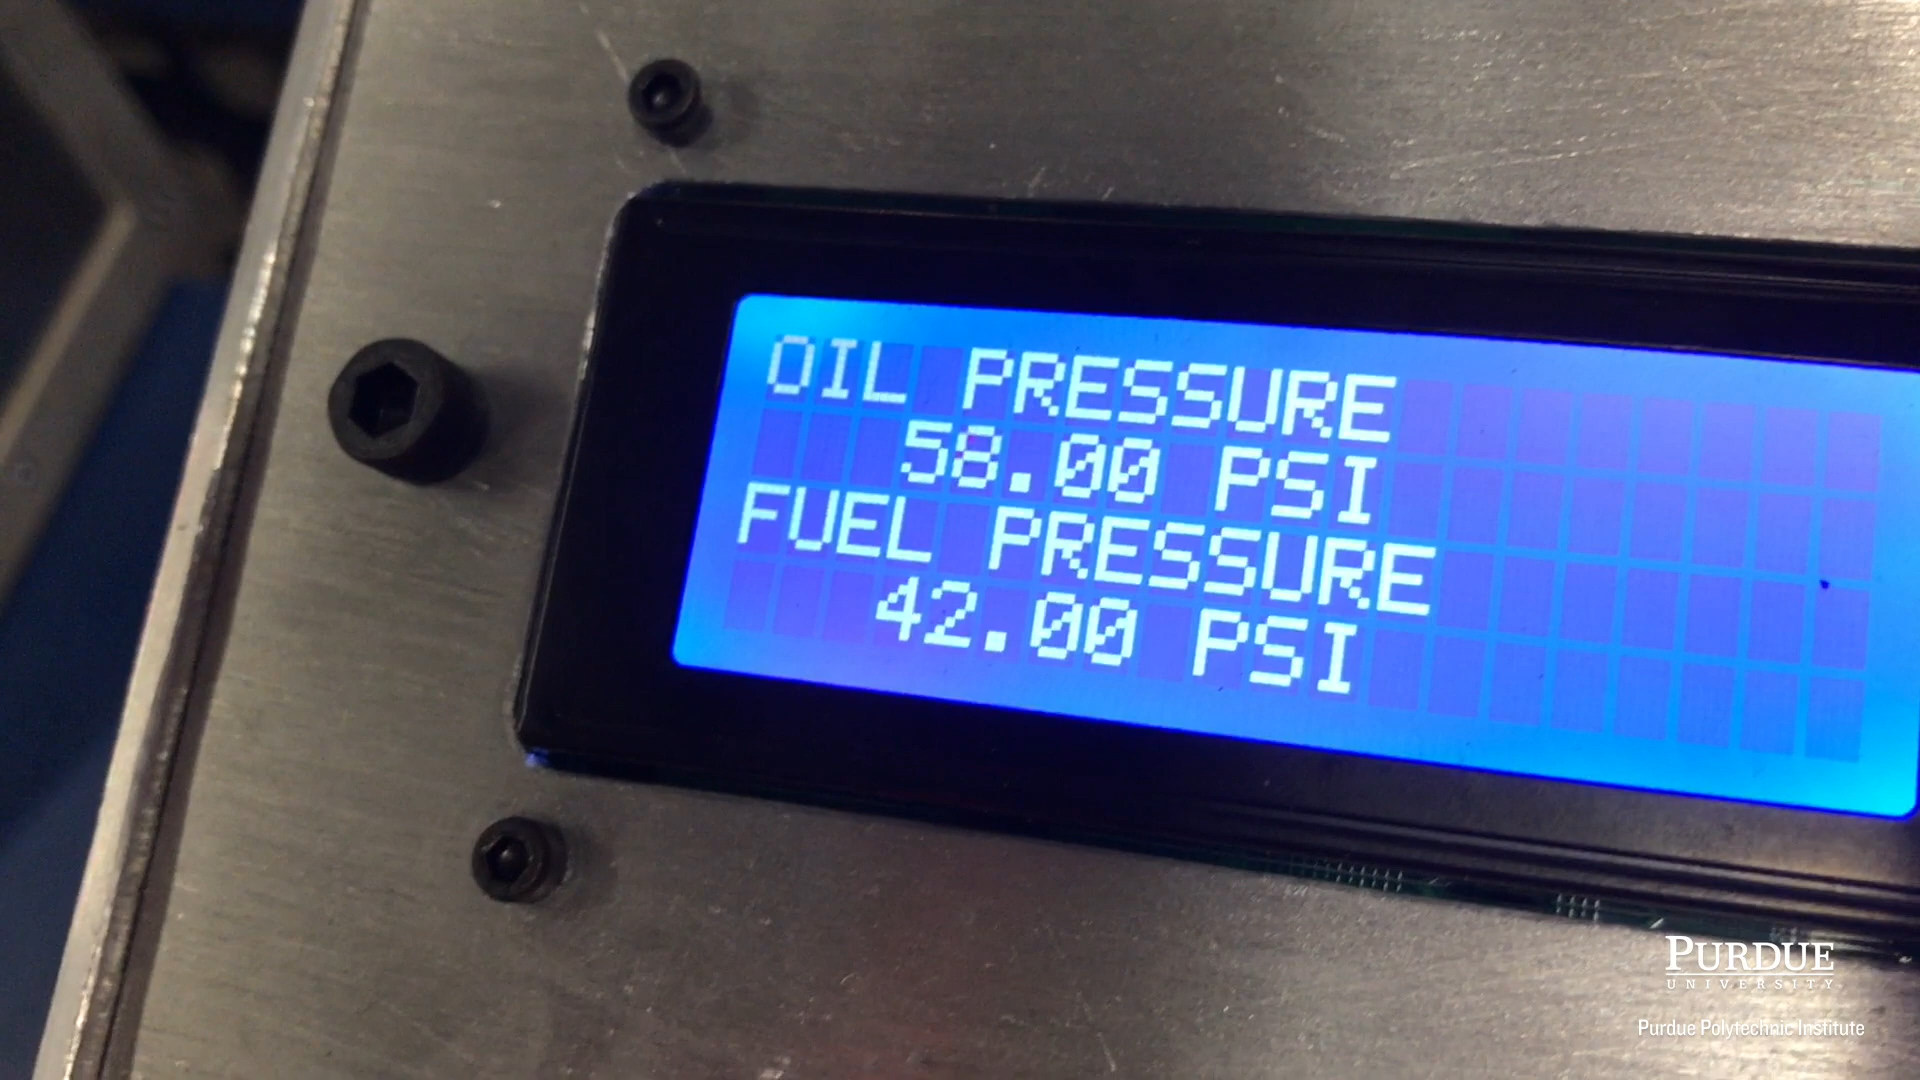 OIL PRESSURE
58.00 PSI
FUEL PRESSURE
42.00 PSI
PURDUE
UNIVERSITY
Purdue Polytechnic Institute